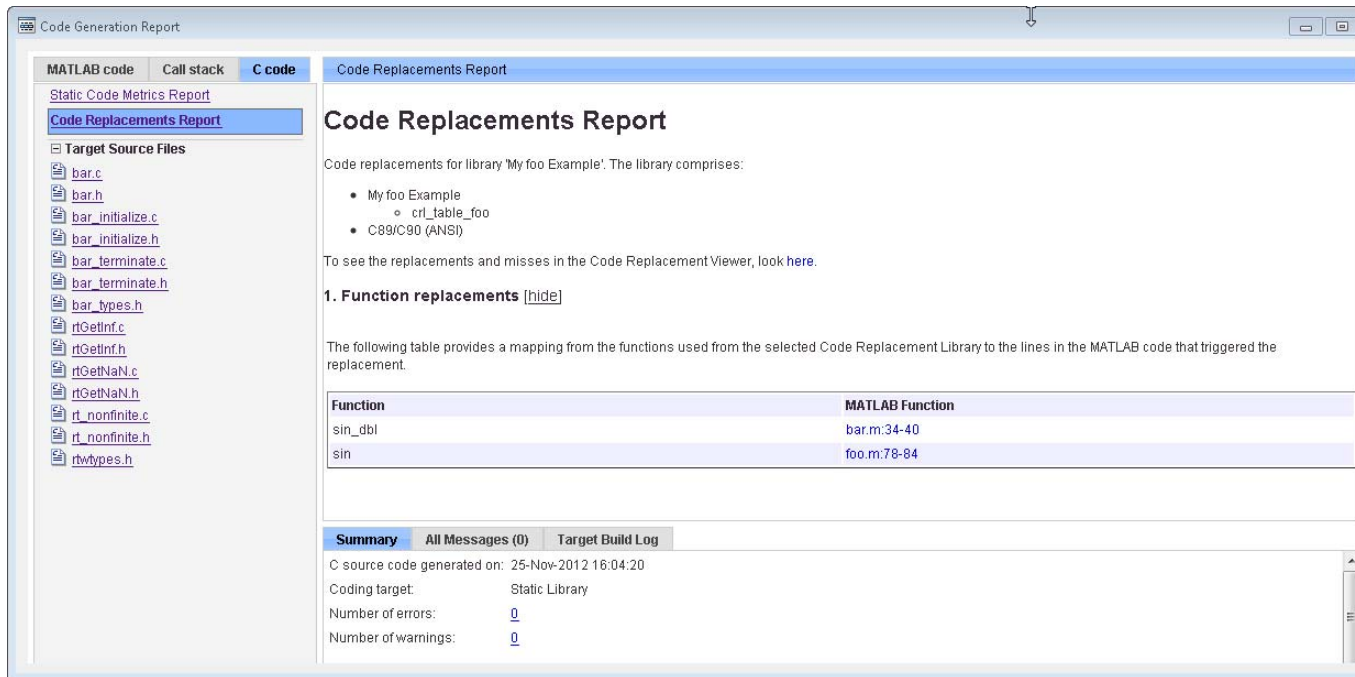 Code Generation Report
MATLAB code Call stack C code
Static Code Metrics Report
Code Replacements Report
Target Source Files
bar.c
bar.h
bar_initialize.c
bar_initialize.h
bar_terminate.c
bar_terminate.h
bar_types.h
rtGetInf.c
rtGetInf.h
rtGetNaN.c
rtGetNaN.h
rt_nonfinite.c
rt_nonfinite.h
rtwtypes.h
Code Replacements Report
Code Replacements Report
Code replacements for library 'My foo Example'. The library comprises:
My foo Example
crl_table_foo
C89/C90 (ANSI)
To see the replacements and misses in the Code Replacement Viewer, look here.
1. Function replacements [hide]
The following table provides a mapping from the functions used from the selected Code Replacement Library to the lines in the MATLAB code that triggered the
replacement.
Function MATLAB Function
sin_dbl bar.m:34-40
sin foo.m:78-84
Summary All Messages (0) Target Build Log
C source code generated on: 25-Nov-2012 16:04:20
Coding target: Static Library
Number of errors: 0
Number of warnings: 0